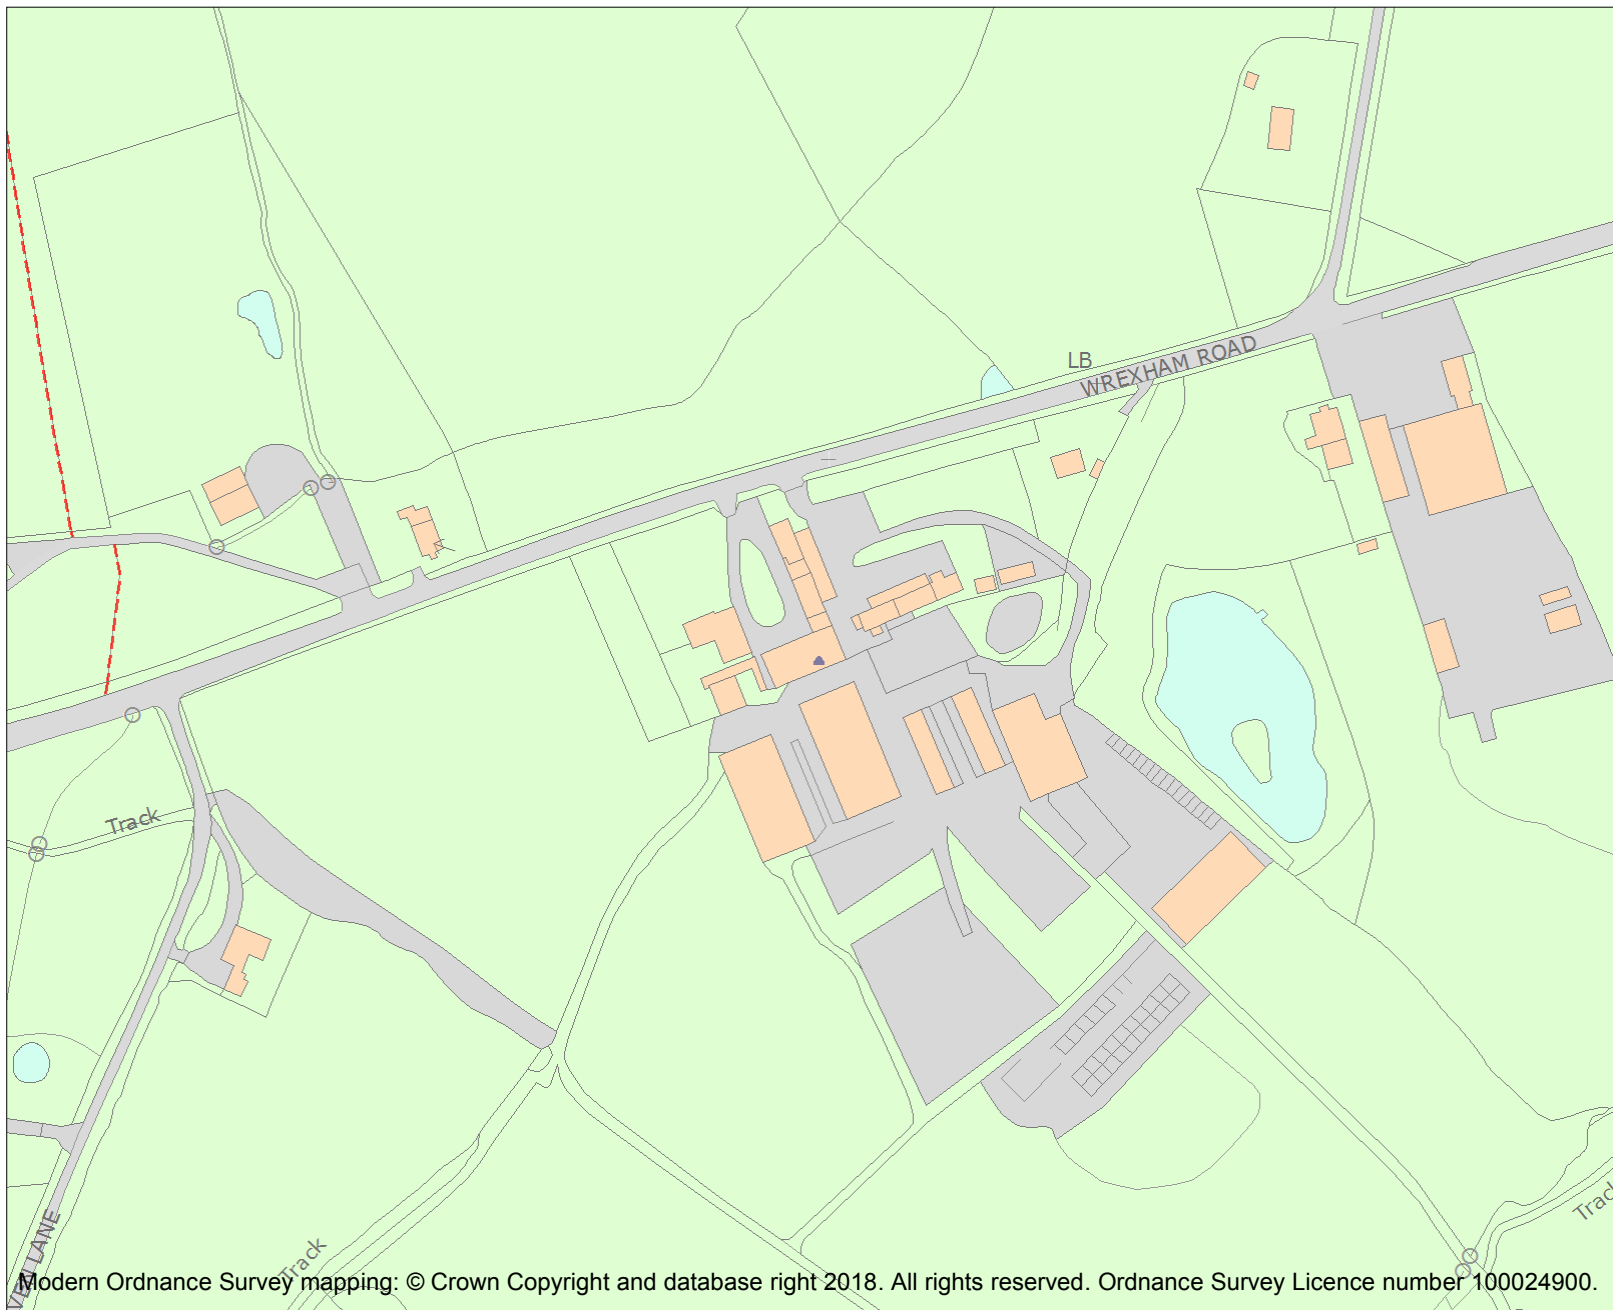 LB
WREXHAM ROAD
Track
Track
LANE
Modern Ordnance Survey mapping: © Crown Copyright and database right 2018. All rights reserved. Ordnance Survey Licence number 100024900.